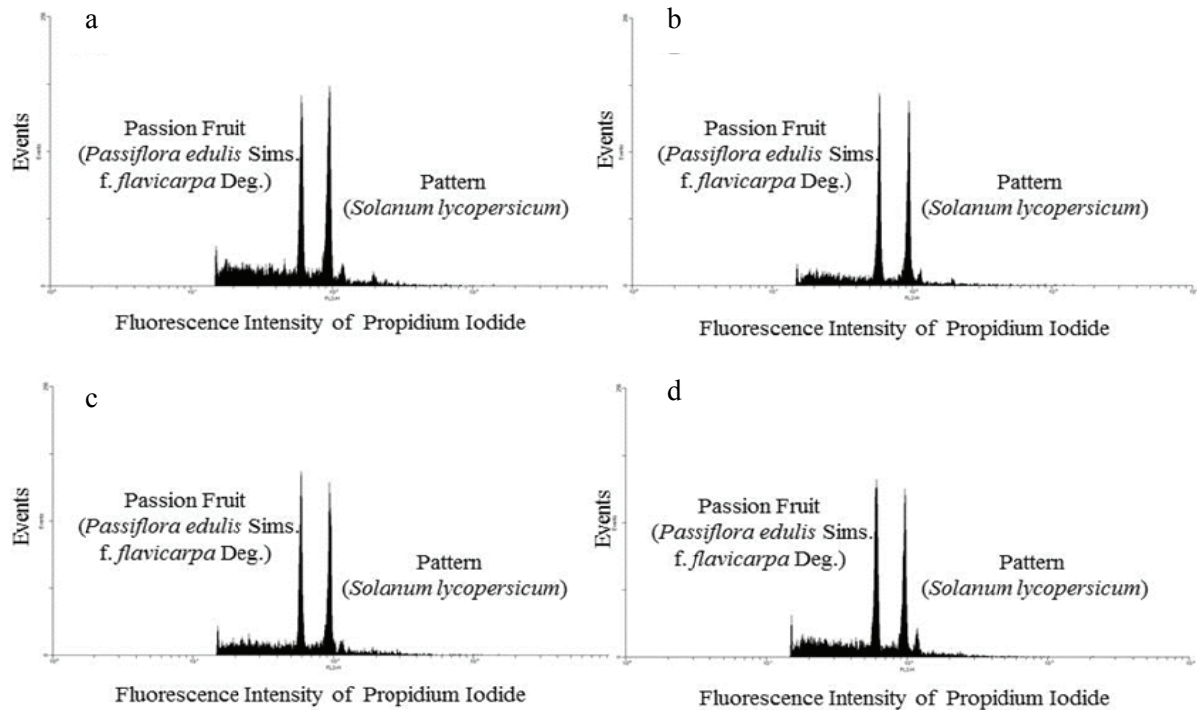 a
Events
Passion Fruit
(Passiflora edulis Sims.
f. flavicarpa Deg.)
Pattern
(Solanum lycopersicum)
Fluorescence Intensity of Propidium Iodide
b
Events
Passion Fruit
(Passiflora edulis Sims.
f. flavicarpa Deg.)
Pattern
(Solanum lycopersicum)
Fluorescence Intensity of Propidium Iodide
c
Events
Passion Fruit
(Passiflora edulis Sims.
f. flavicarpa Deg.)
Pattern
(Solanum lycopersicum)
Fluorescence Intensity of Propidium Iodide
d
Events
Passion Fruit
(Passiflora edulis Sims.
f. flavicarpa Deg.)
Pattern
(Solanum lycopersicum)
Fluorescence Intensity of Propidium Iodide